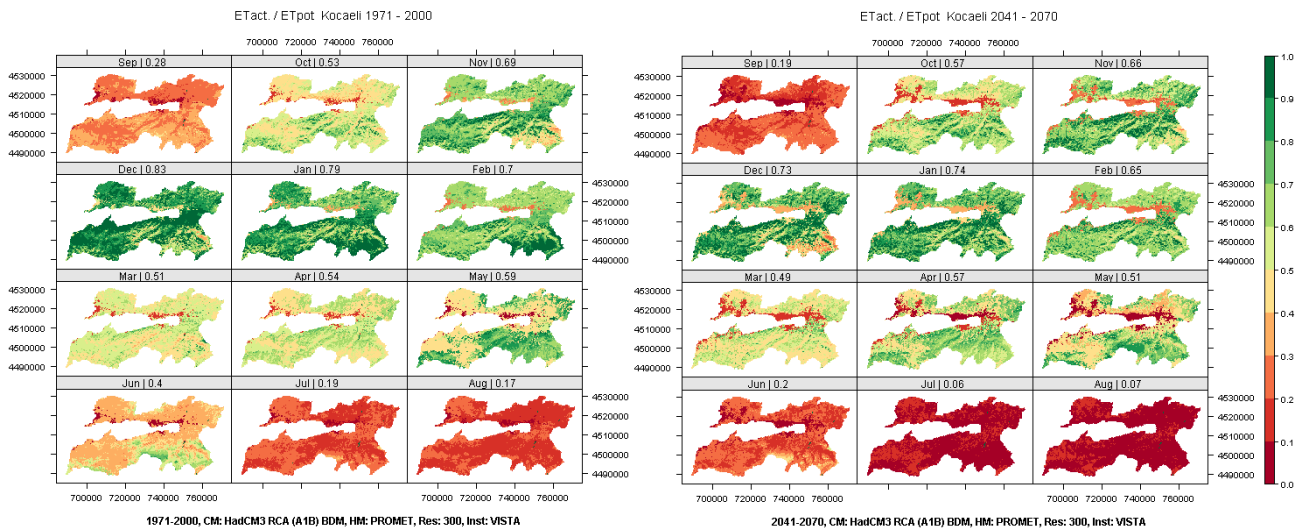 ETact. / ETpot Kocaeli 1971 - 2000
700000 720000 740000 760000
Sep | 0.28
Oct | 0.53
Nov | 0.69
4530000
4520000
4510000
4500000
4490000
Dec | 0.83
Jan | 0.79
Feb | 0.7
4530000
4520000
4510000
4500000
4490000
Mar | 0.51
Apr | 0.54
May | 0.59
4530000
4520000
4510000
4500000
4490000
Jun | 0.4
Jul | 0.19
Aug | 0.17
4530000
4520000
4510000
4500000
4490000
700000 720000 740000 760000
700000 720000 740000 760000
1971-2000, CM: HadCM3 RCA (A1B) BDM, HM: PROMET, Res: 300, Inst: VISTA
ETact. / ETpot Kocaeli 2041 - 2070
700000 720000 740000 760000
Sep | 0.19
Oct | 0.57
Nov | 0.66
4530000
4520000
4510000
4500000
4490000
Dec | 0.73
Jan | 0.74
Feb | 0.65
4530000
4520000
4510000
4500000
4490000
Mar | 0.49
Apr | 0.57
May | 0.51
4530000
4520000
4510000
4500000
4490000
Jun | 0.2
Jul | 0.06
Aug | 0.07
4530000
4520000
4510000
4500000
4490000
700000 720000 740000 760000
700000 720000 740000 760000
2041-2070, CM: HadCM3 RCA (A1B) BDM, HM: PROMET, Res: 300, Inst: VISTA
1.0
0.9
0.8
0.7
0.6
0.5
0.4
0.3
0.2
0.1
0.0